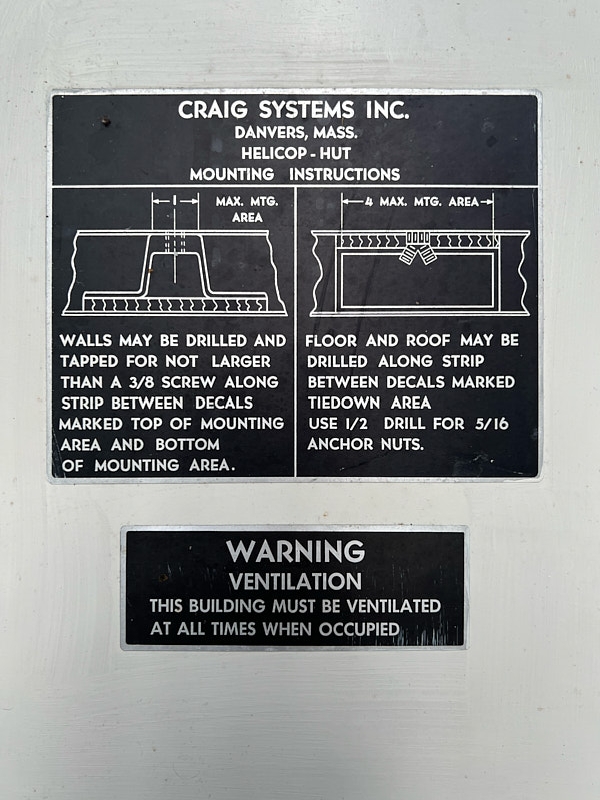 CRAIG SYSTEMS INC.
DANVERS, MASS.
HELICOP - HUT
MOUNTING INSTRUCTIONS
1 MAX. MTG.
AREA
WALLS MAY BE DRILLED AND
TAPPED FOR NOT LARGER
THAN A 3/8 SCREW ALONG
STRIP BETWEEN DECALS
MARKED TOP OF MOUNTING
AREA AND BOTTOM
OF MOUNTING AREA.
4 MAX. MTG. AREA
FLOOR AND ROOF MAY BE
DRILLED ALONG STRIP
BETWEEN DECALS MARKED
TIEDOWN AREA
USE 1/2 DRILL FOR 5/16
ANCHOR NUTS.
WARNING
VENTILATION
THIS BUILDING MUST BE VENTILATED
AT ALL TIMES WHEN OCCUPIED